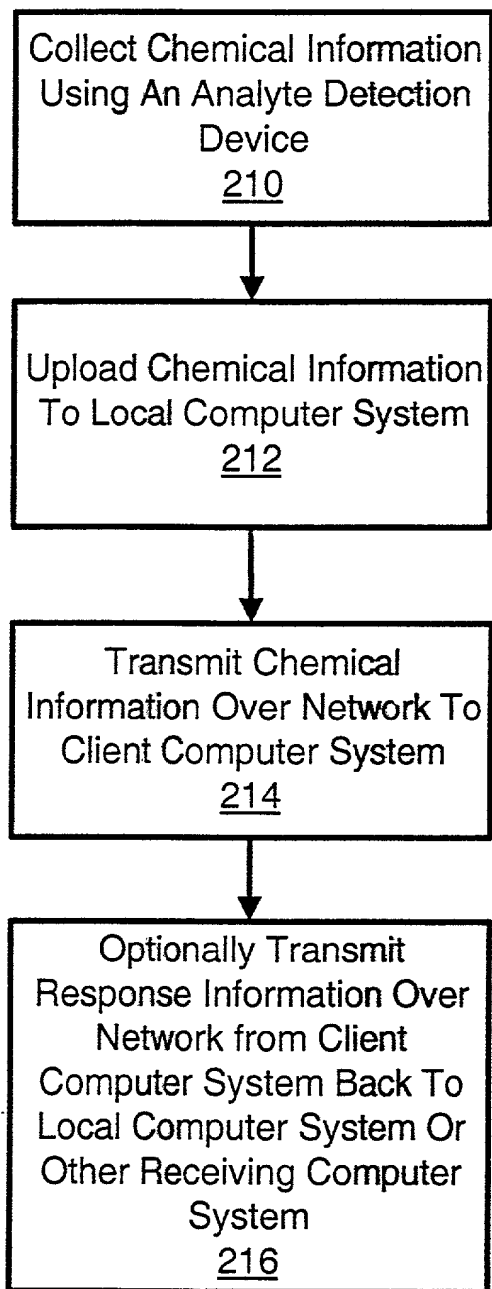 Collect Chemical Information
Using An Analyte Detection
Device
210
Upload Chemical Information
To Local Computer System
212
Transmit Chemical
Information Over Network To
Client Computer System
214
Optionally Transmit
Response Information Over
Network from Client
Computer System Back To
Local Computer System Or
Other Receiving Computer
System
216